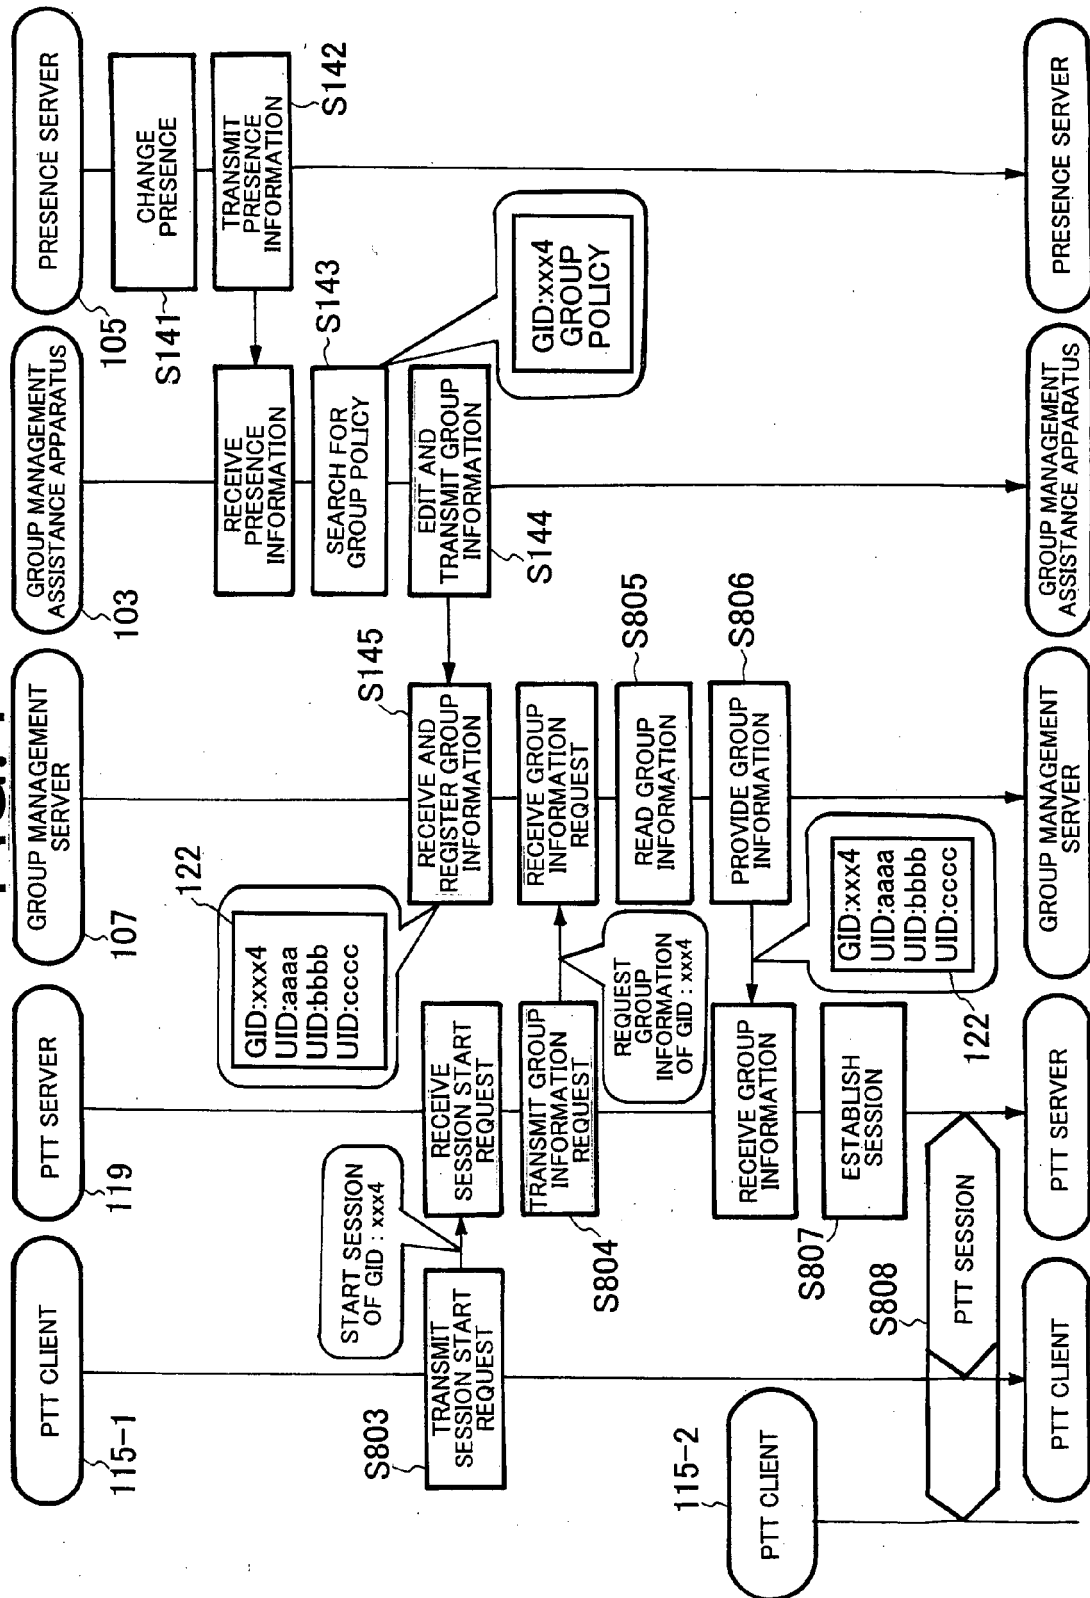 PTT CLIENT
115-1
PTT SERVER
119
GROUP MANAGEMENT
SERVER
107
GROUP MANAGEMENT
ASSISTANCE APPARATUS
103
PRESENCE SERVER
105
CHANGE
PRESENCE
S141
TRANSMIT
PRESENCE
INFORMATION
S142
RECEIVE
PRESENCE
INFORMATION
SEARCH FOR
GROUP POLICY
S143
GID:xxx4
GROUP
POLICY
EDIT AND
TRANSMIT GROUP
INFORMATION
S144
RECEIVE AND
REGISTER GROUP
INFORMATION
S145
122
GID:xxx4
UID:aaaa
UID:bbbb
UID:cccc
START SESSION
OF GID : xxx4
TRANSMIT
SESSION START
REQUEST
S803
RECEIVE
SESSION START
REQUEST
TRANSMIT GROUP
INFORMATION
REQUEST
S804
REQUEST
GROUP
INFORMATION
OF GID : xxx4
RECEIVE GROUP
INFORMATION
REQUEST
READ GROUP
INFORMATION
S805
PROVIDE GROUP
INFORMATION
S806
GID:xxx4
UID:aaaa
UID:bbbb
UID:cccc
122
RECEIVE GROUP
INFORMATION
ESTABLISH
SESSION
S807
115-2
PTT CLIENT
S808
PTT SESSION
PTT CLIENT
PTT SERVER
GROUP MANAGEMENT
SERVER
GROUP MANAGEMENT
ASSISTANCE APPARATUS
PRESENCE SERVER